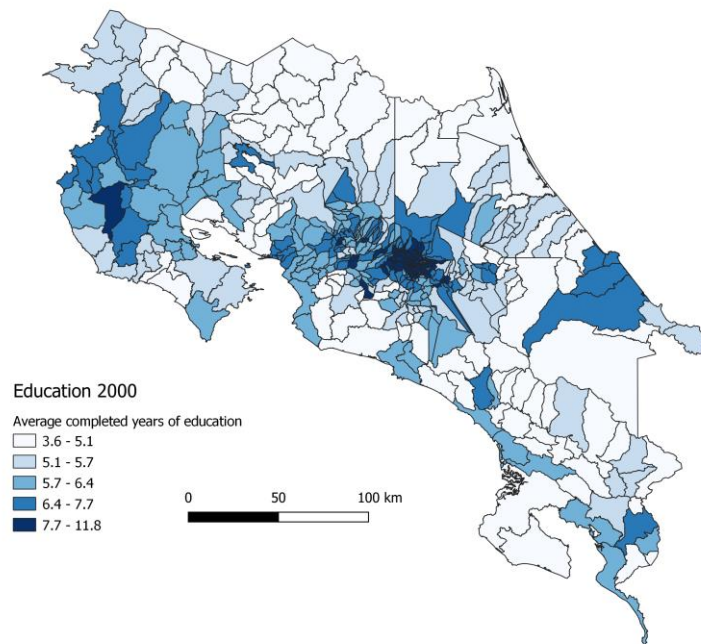 Education 2000
Average completed years of education
3.6 - 5.1
5.1 - 5.7
5.7 - 6.4
6.4 - 7.7
7.7 - 11.8
0 50 100 km